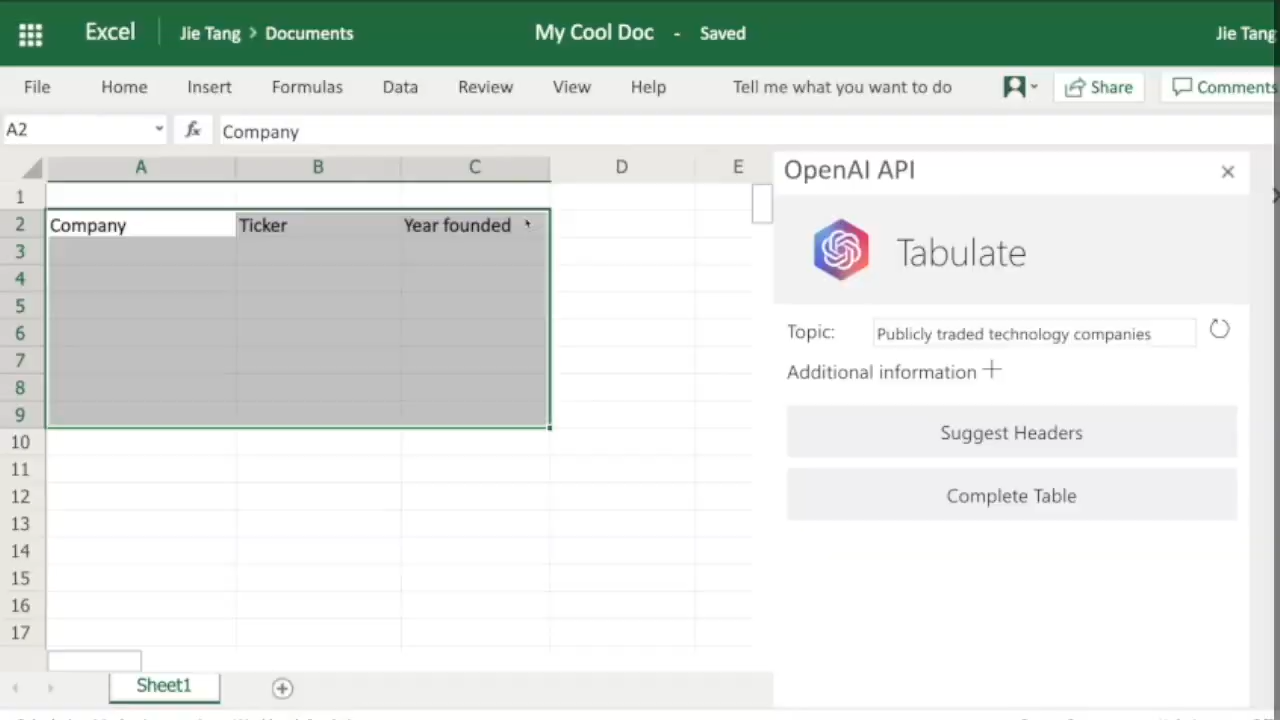 Excel Jie Tang > Documents My Cool Doc - Saved Jie Tang
File Home Insert Formulas Data Review View Help Tell me what you want to do Share Comments
A2 fx Company
OpenAI API
A B C D E
1
2 Company Ticker Year founded
3
4
5
6
7
8
9
10
11
12
13
14
15
16
17
Tabulate
Topic: Publicly traded technology companies
Additional information +
Suggest Headers
Complete Table
Sheet1